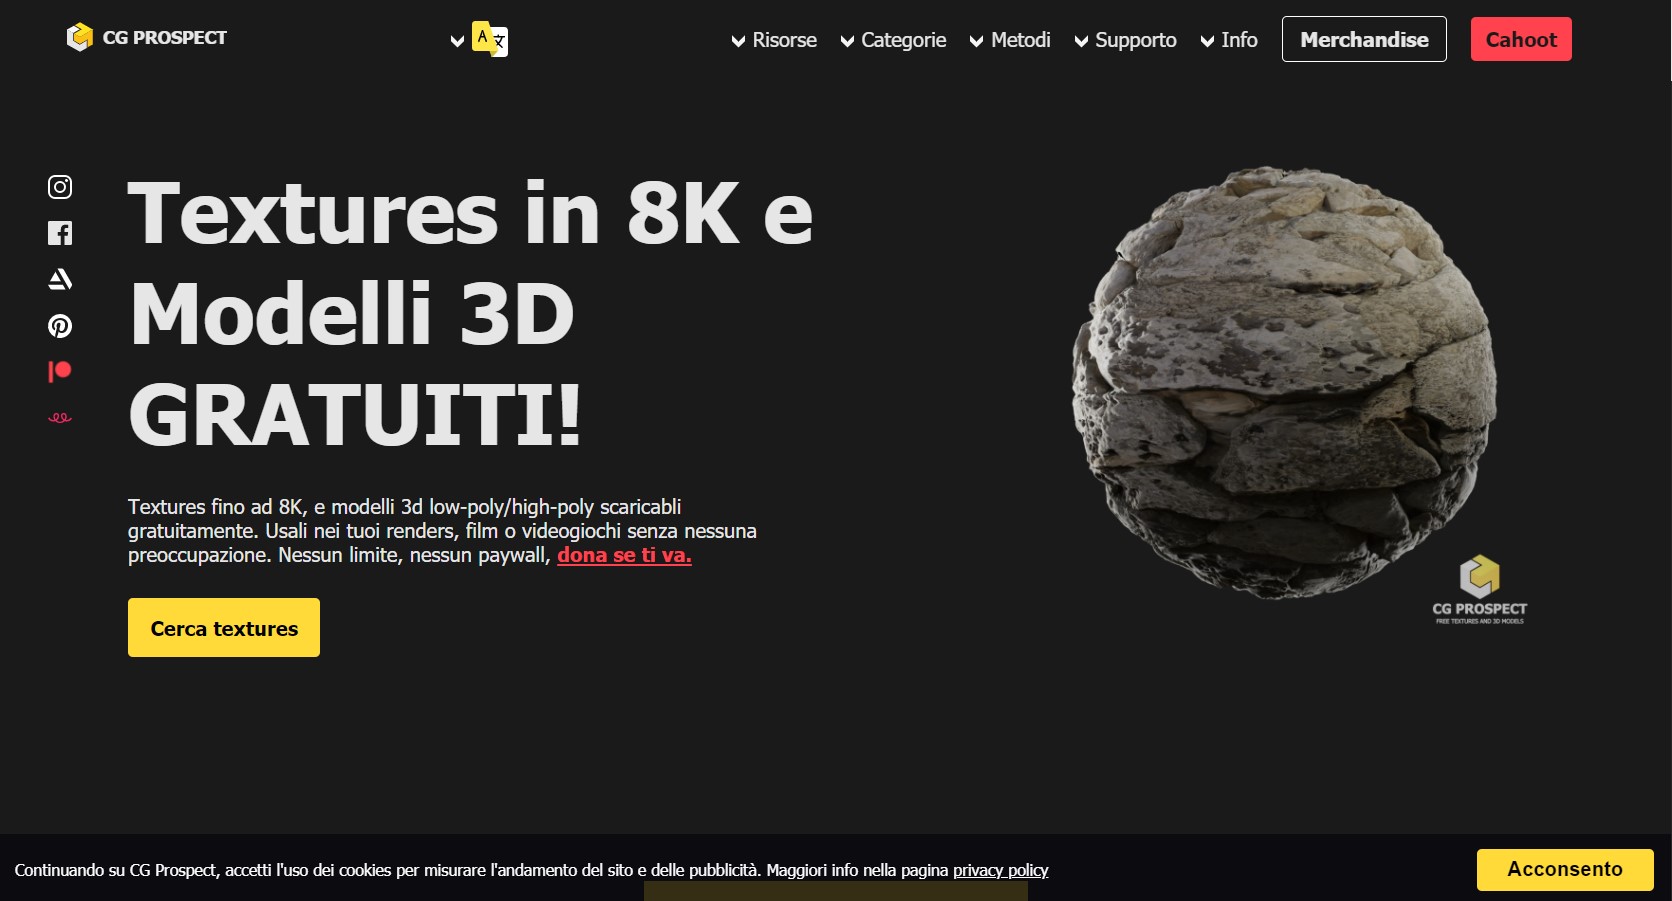 CG PROSPECT
A 文
Risorse
Categorie
Metodi
Supporto
Info
Merchandise
Cahoot
Textures in 8K e
Modelli 3D
GRATUITI!
Textures fino ad 8K, e modelli 3d low-poly/high-poly scaricabli
gratuitamente. Usali nei tuoi renders, film o videogiochi senza nessuna
preoccupazione. Nessun limite, nessun paywall, dona se ti va.
Cerca textures
CG PROSPECT
FREE TEXTURES AND 3D MODELS
Continuando su CG Prospect, accetti l'uso dei cookies per misurare l'andamento del sito e delle pubblicità. Maggiori info nella pagina privacy policy
Acconsento